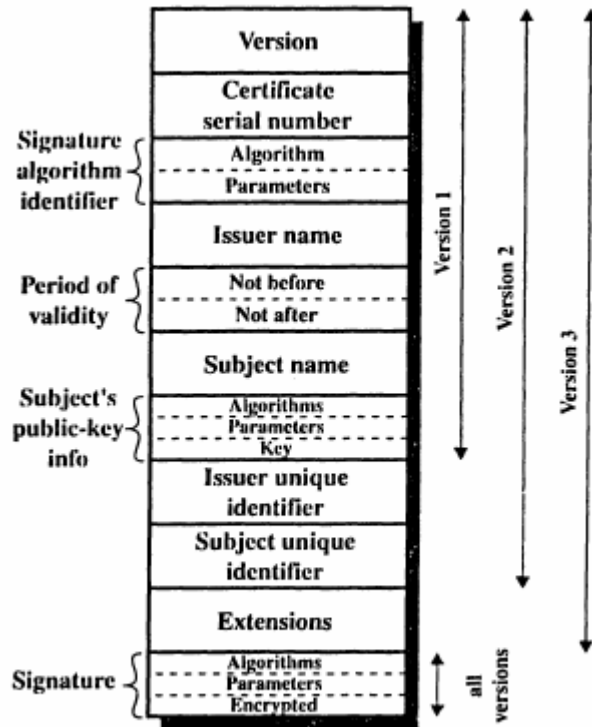 Version
Certificate
serial number
Signature
algorithm
identifier
Algorithm
Parameters
Issuer name
Period of
validity
Not before
Not after
Subject name
Subject's
public-key
info
Algorithms
Parameters
Key
Issuer unique
identifier
Subject unique
identifier
Extensions
Signature
Algorithms
Parameters
Encrypted
Version 1
Version 2
Version 3
all
versions